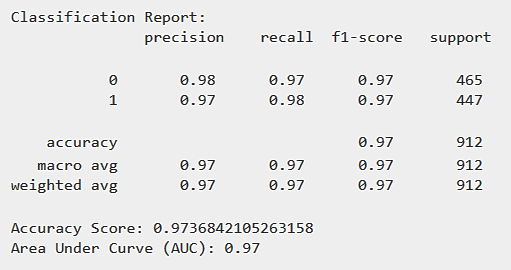 Classification Report:
precision recall f1-score support
0 0.98 0.97 0.97 465
1 0.97 0.98 0.97 447
accuracy 0.97 912
macro avg 0.97 0.97 0.97 912
weighted avg 0.97 0.97 0.97 912
Accuracy Score: 0.9736842105263158
Area Under Curve (AUC): 0.97